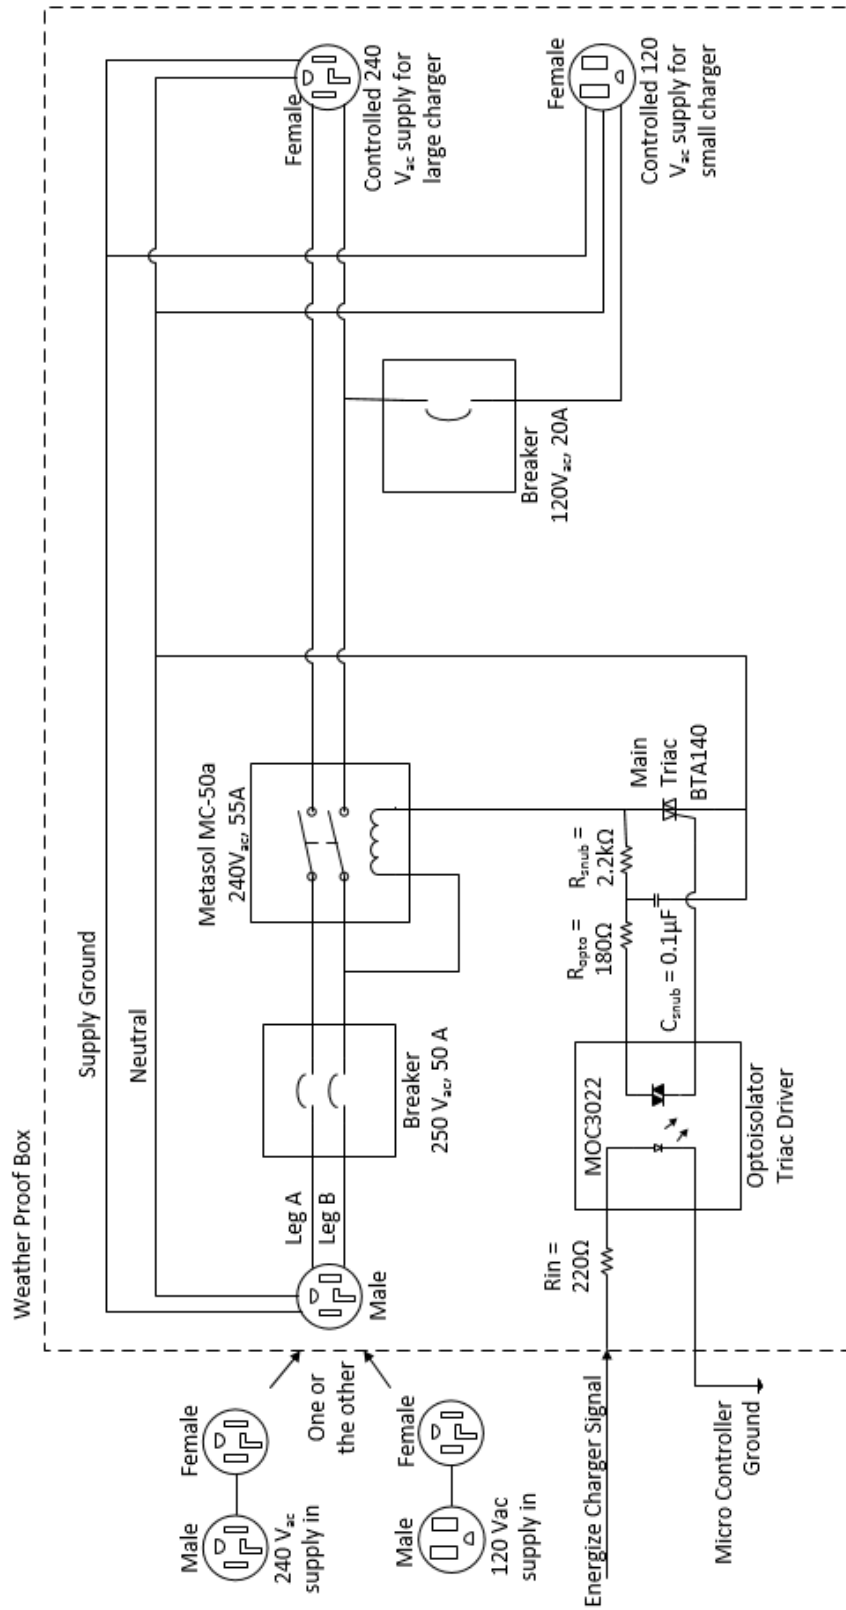 Weather Proof Box
Supply Ground
Neutral
Male
Female
240 Vₐc
supply in
One or
the other
Male
Female
120 Vac
supply in
Leg A
Leg B
Male
Breaker
250 Vₐc, 50 A
Metasol MC-50a
240Vₐc, 55A
Female
Controlled 240
Vₐc supply for
large charger
Breaker
120Vₐc, 20A
Female
Controlled 120
Vₐc supply for
small charger
Energize Charger Signal
Micro Controller
Ground
Rin =
220Ω
MOC3022
Optoisolator
Triac Driver
Ropto =
180Ω
Csnub = 0.1µF
Rsnub =
2.2kΩ
Main
Triac
BTA140